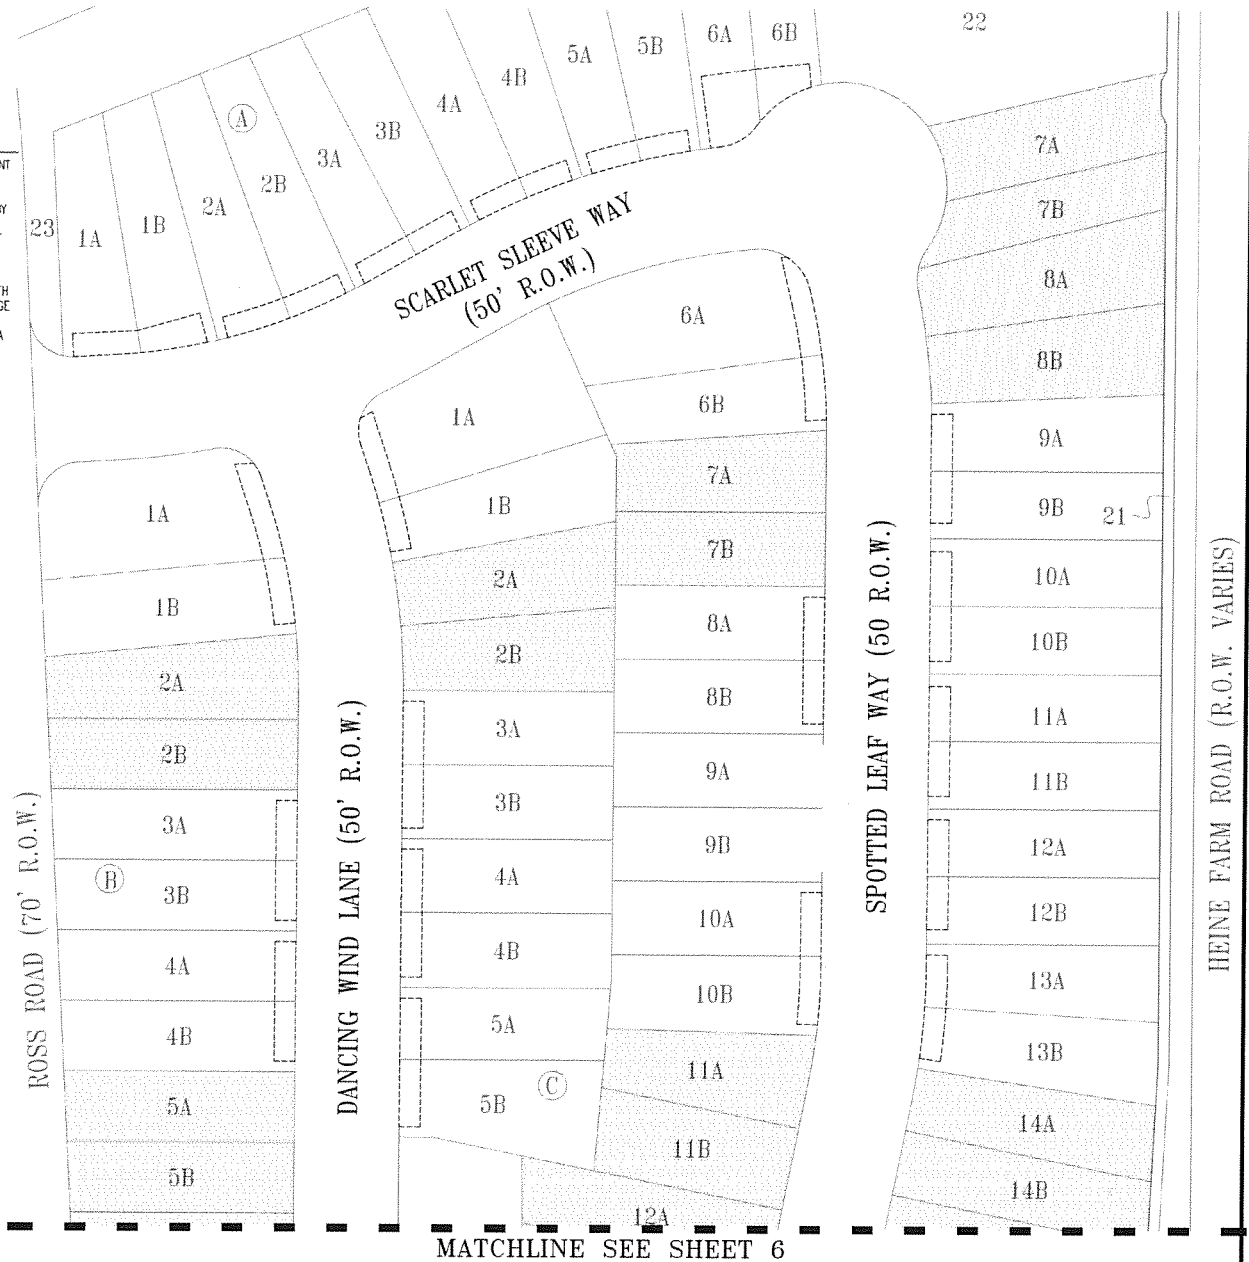 22
6A
6B
5B
5A
4B
4A
3B
3A
2B
2A
1B
1A
23
A
NT
BY
TH
GE
A
SCARLET SLEEVE WAY
(50' R.O.W.)
7A
7B
8A
8B
9A
9B
21
10A
10B
11A
11B
12A
12B
13A
13B
14A
14B
6A
6B
7A
7B
8A
8B
9A
9B
10A
10B
11A
11B
12A
1A
1B
2A
2B
3A
3B
4A
4B
5A
5B
C
1A
1B
2A
2B
3A
B
3B
4A
4B
5A
5B
ROSS ROAD (70' R.O.W.)
DANCING WIND LANE (50' R.O.W.)
SPOTTED LEAF WAY (50 R.O.W.)
HEINE FARM ROAD (R.O.W. VARIES)
MATCHLINE SEE SHEET 6